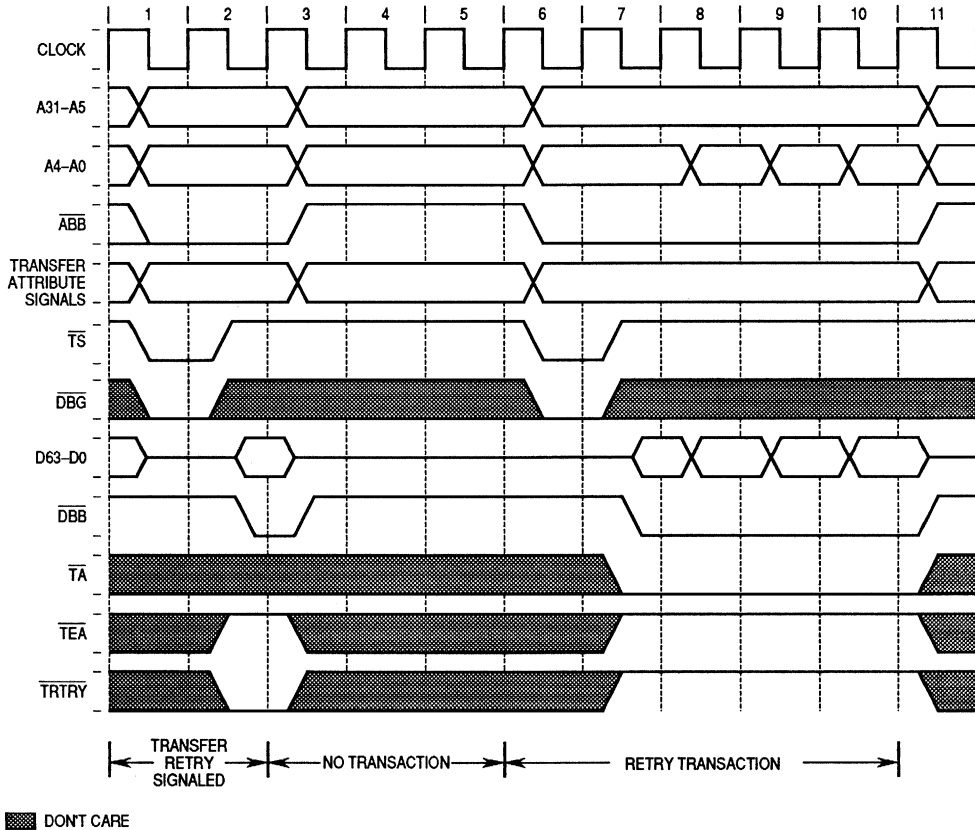 1 2 3 4 5 6 7 8 9 10 11
CLOCK
A31–A5
A4–A0
ABB
TRANSFER
ATTRIBUTE
SIGNALS
TS
DBG
D63–D0
DBB
TA
TEA
TRTRY
TRANSFER
RETRY
SIGNALED
NO TRANSACTION
RETRY TRANSACTION
DON'T CARE